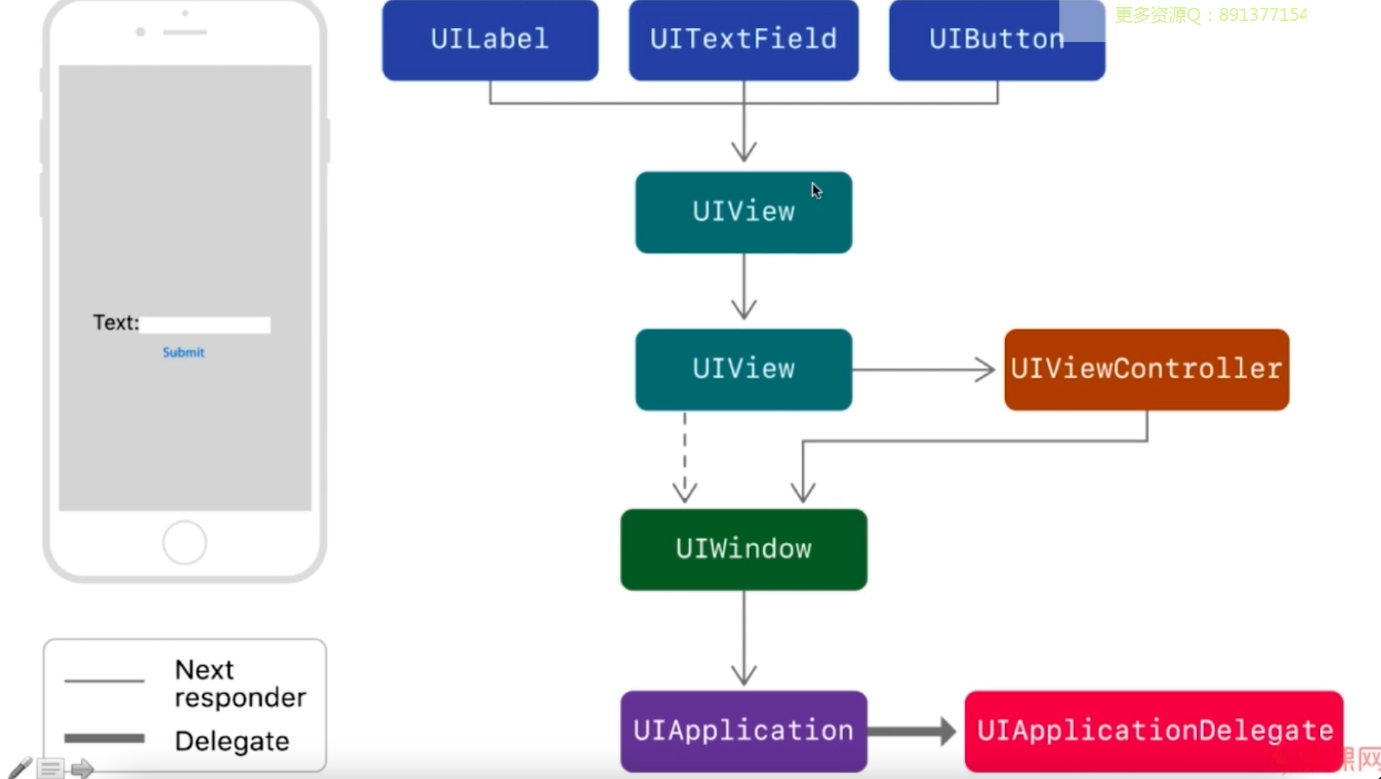 更多资源Q：891377154
UILabel
UITextField
UIButton
UIView
Text:
Submit
UIView
UIViewController
UIWindow
Next
responder
Delegate
UIApplication
UIApplicationDelegate
课网